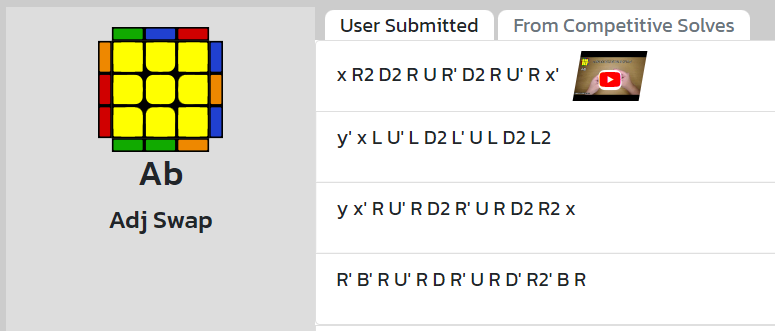 User Submitted
From Competitive Solves
x R2 D2 R U R' D2 R U' R x'
y' x L U' L D2 L' U L D2 L2
y x' R U' R D2 R' U R D2 R2 x
R' B' R U' R D R' U R D' R2' B R
Ab
Adj Swap